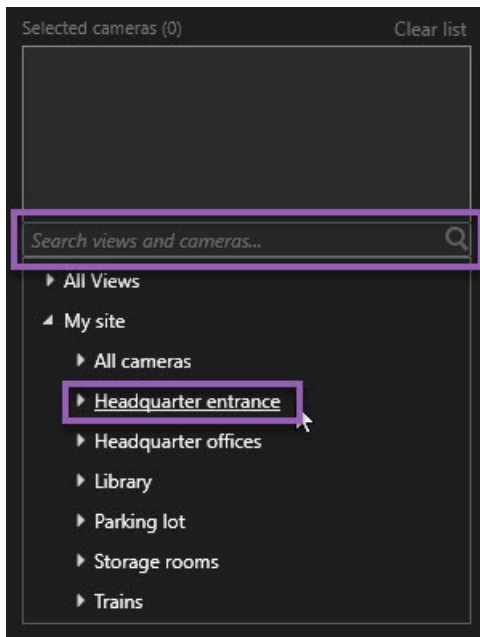 Selected cameras (0) Clear list
Search views and cameras...
All Views
My site
All cameras
Headquarter entrance
Headquarter offices
Library
Parking lot
Storage rooms
Trains